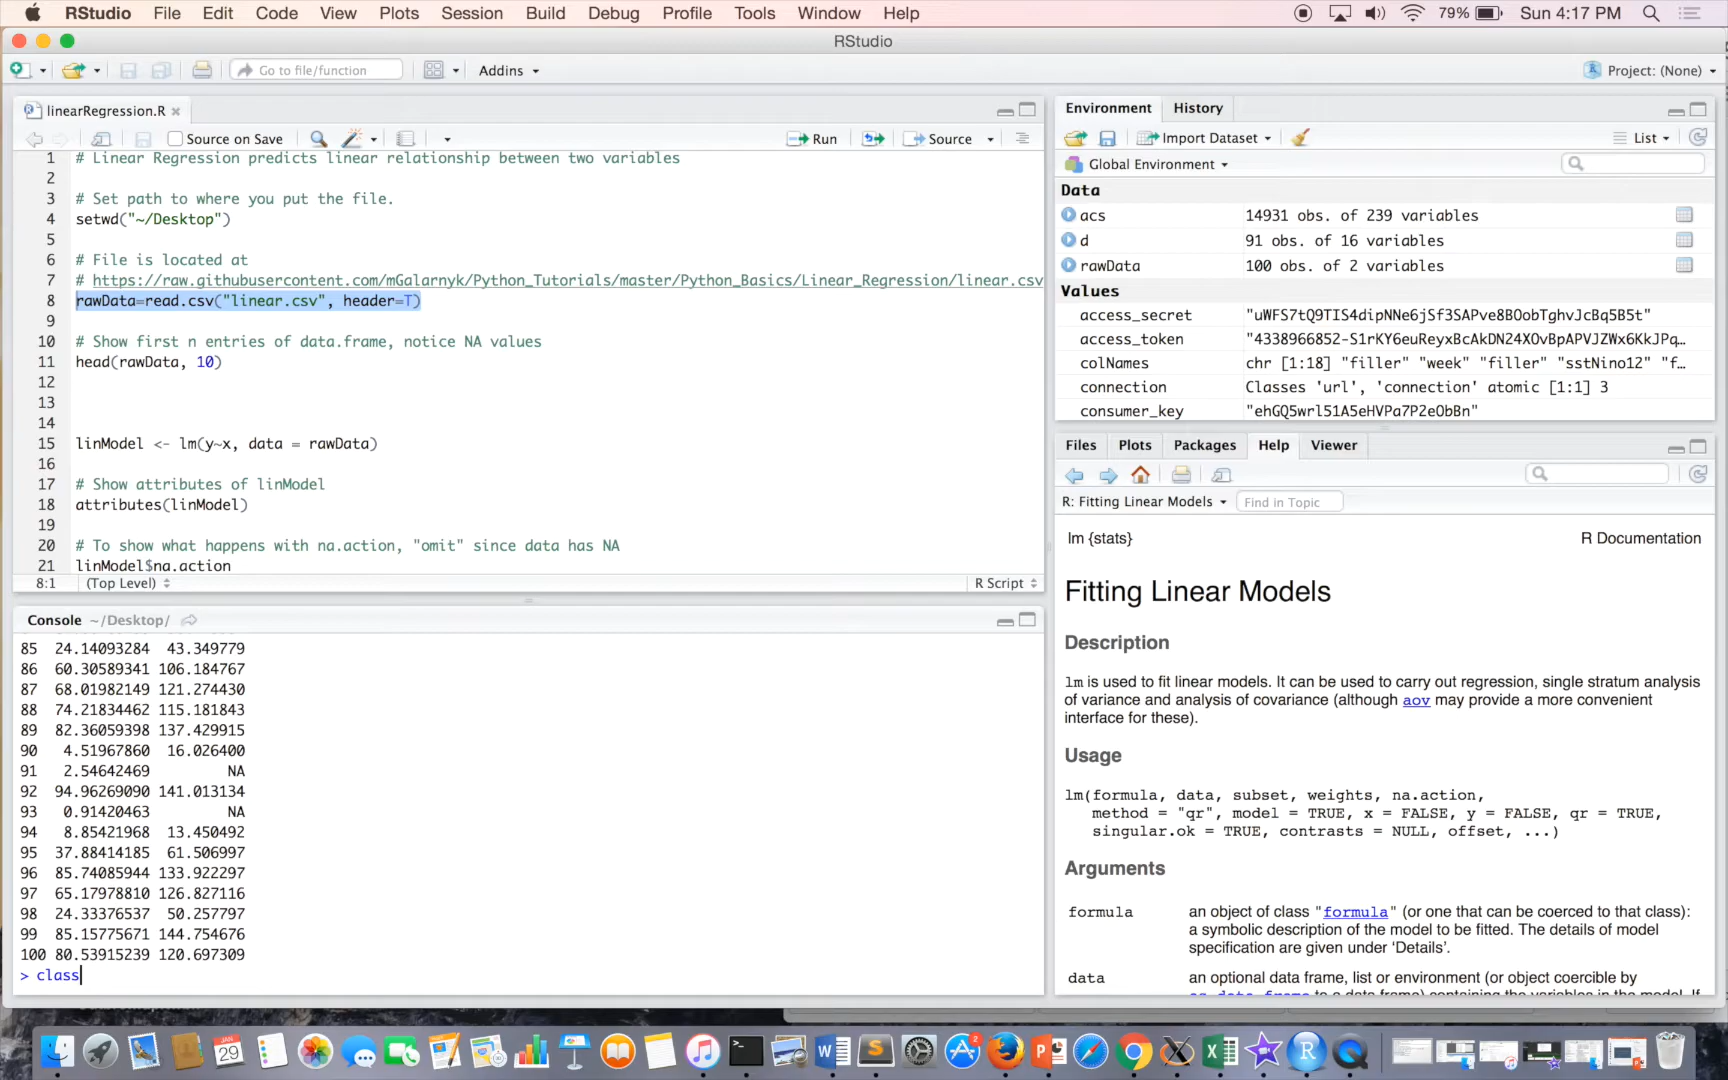 RStudio File Edit Code View Plots Session Build Debug Profile Tools Window Help 79% Sun 4:17 PM
RStudio
Go to file/function Addins Project: (None)
linearRegression.R
Source on Save Run Source
1 # Linear Regression predicts linear relationship between two variables
2
3 # Set path to where you put the file.
4 setwd("~/Desktop")
5
6 # File is located at
7 # https://raw.githubusercontent.com/mGalarnyk/Python_Tutorials/master/Python_Basics/Linear_Regression/linear.csv
8 rawData=read.csv("linear.csv", header=T)
9
10 # Show first n entries of data.frame, notice NA values
11 head(rawData, 10)
12
13
14
15 linModel <- lm(y~x, data = rawData)
16
17 # Show attributes of linModel
18 attributes(linModel)
19
20 # To show what happens with na.action, "omit" since data has NA
21 linModel$na.action
8:1 (Top Level) R Script
Console ~/Desktop/
85 24.14093284 43.349779
86 60.30589341 106.184767
87 68.01982149 121.274430
88 74.21834462 115.181843
89 82.36059398 137.429915
90 4.51967860 16.026400
91 2.54642469 NA
92 94.96269090 141.013134
93 0.91420463 NA
94 8.85421968 13.450492
95 37.88414185 61.506997
96 85.74085944 133.922297
97 65.17978810 126.827116
98 24.33376537 50.257797
99 85.15775671 144.754676
100 80.53915239 120.697309
> class
Environment History
Import Dataset List
Global Environment
Data
acs 14931 obs. of 239 variables
d 91 obs. of 16 variables
rawData 100 obs. of 2 variables
Values
access_secret "uWFS7tQ9TIS4dipNNe6jSf3SAPve8BOobTghvJcBq5B5t"
access_token "4338966852-S1rKY6euReyxBcAkDN24XOvBpAPVJZWx6KkJPq…
colNames chr [1:18] "filler" "week" "filler" "sstNino12" "f…
connection Classes 'url', 'connection' atomic [1:1] 3
consumer_key "ehGQ5wrl51A5eHVPa7P2eObBn"
Files Plots Packages Help Viewer
R: Fitting Linear Models Find in Topic
lm {stats} R Documentation
Fitting Linear Models
Description
lm is used to fit linear models. It can be used to carry out regression, single stratum analysis
of variance and analysis of covariance (although aov may provide a more convenient
interface for these).
Usage
lm(formula, data, subset, weights, na.action,
method = "qr", model = TRUE, x = FALSE, y = FALSE, qr = TRUE,
singular.ok = TRUE, contrasts = NULL, offset, ...)
Arguments
formula an object of class "formula" (or one that can be coerced to that class):
a symbolic description of the model to be fitted. The details of model
specification are given under ‘Details’.
data an optional data frame, list or environment (or object coercible by
JAN
29
2